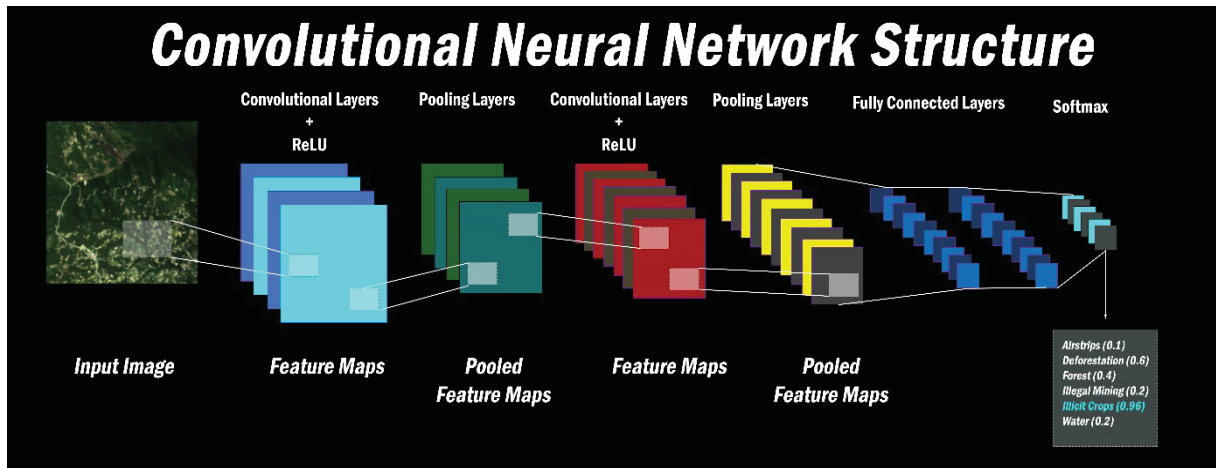 Convolutional Neural Network Structure
Convolutional Layers
+
ReLU
Pooling Layers
Convolutional Layers
+
ReLU
Pooling Layers
Fully Connected Layers
Softmax
Input Image
Feature Maps
Pooled
Feature Maps
Feature Maps
Pooled
Feature Maps
Airstrips (0.1)
Deforestation (0.6)
Forest (0.4)
Illegal Mining (0.2)
Illicit Crops (0.96)
Water (0.2)